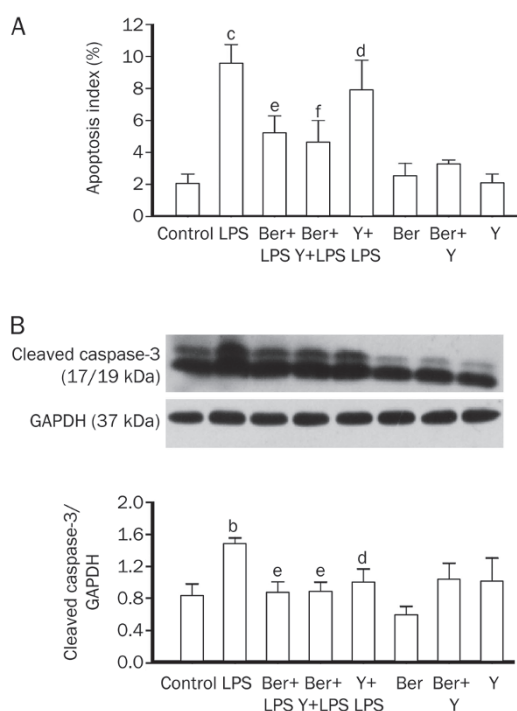 A
Apoptosis index (%)
12
10
8
6
4
2
0
c
e
f
d
Control LPS Ber+ Ber+ Y+ Ber Ber+ Y
LPS Y+LPS LPS Y
B
Cleaved caspase-3
(17/19 kDa)
GAPDH (37 kDa)
Cleaved caspase-3/
GAPDH
2.0
1.6
1.2
0.8
0.4
0.0
b
e
e
d
Control LPS Ber+ Ber+ Y+ Ber Ber+ Y
LPS Y+LPS LPS Y